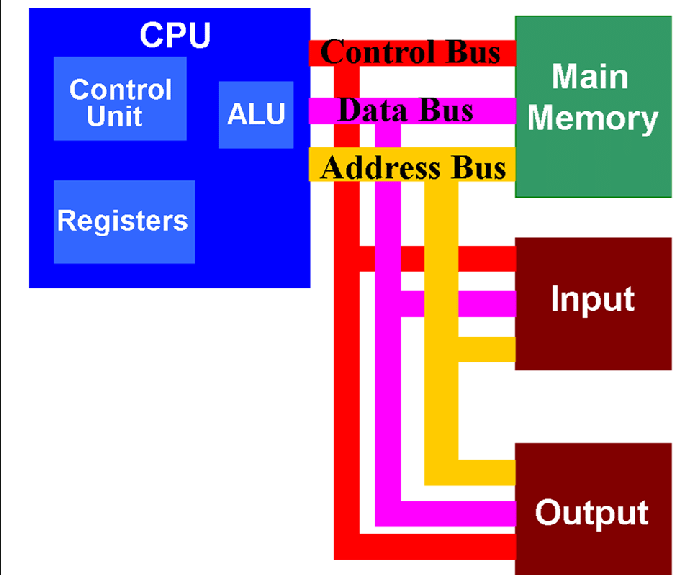 CPU
Control
Unit
ALU
Registers
Control Bus
Data Bus
Address Bus
Main
Memory
Input
Output